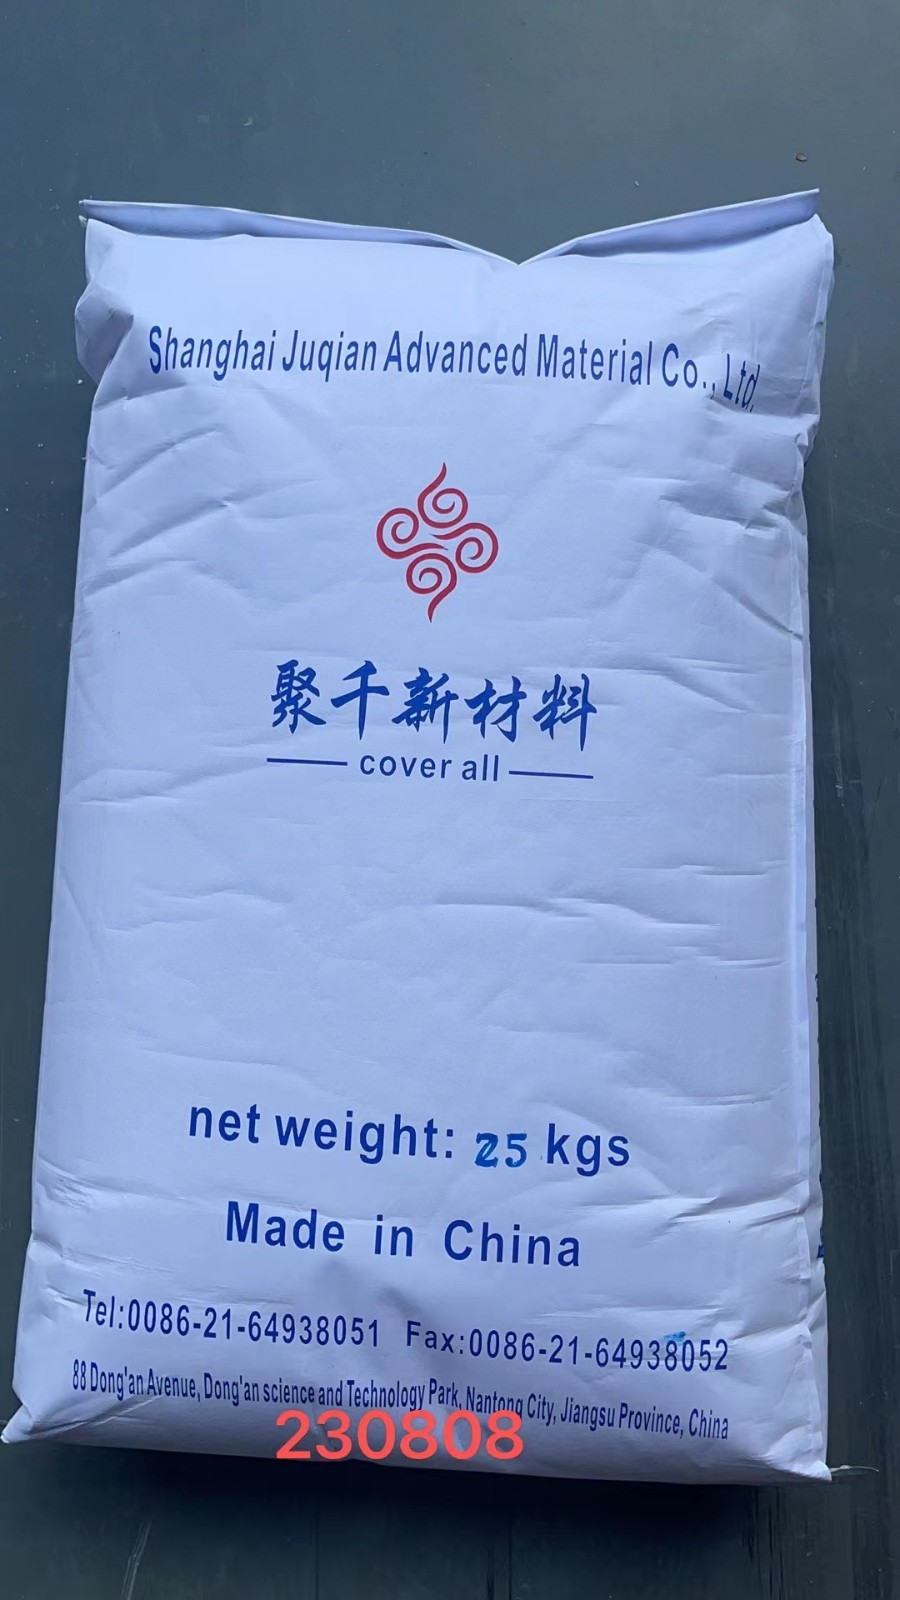 Shanghai Juqian Advanced Material Co., Ltd.
聚千新材料
cover all
net weight: 25 kgs
Made in China
Tel:0086-21-64938051 Fax:0086-21-64938052
88 Dong'an Avenue, Dong'an science and Technology Park, Nantong City, Jiangsu Province, China
230808